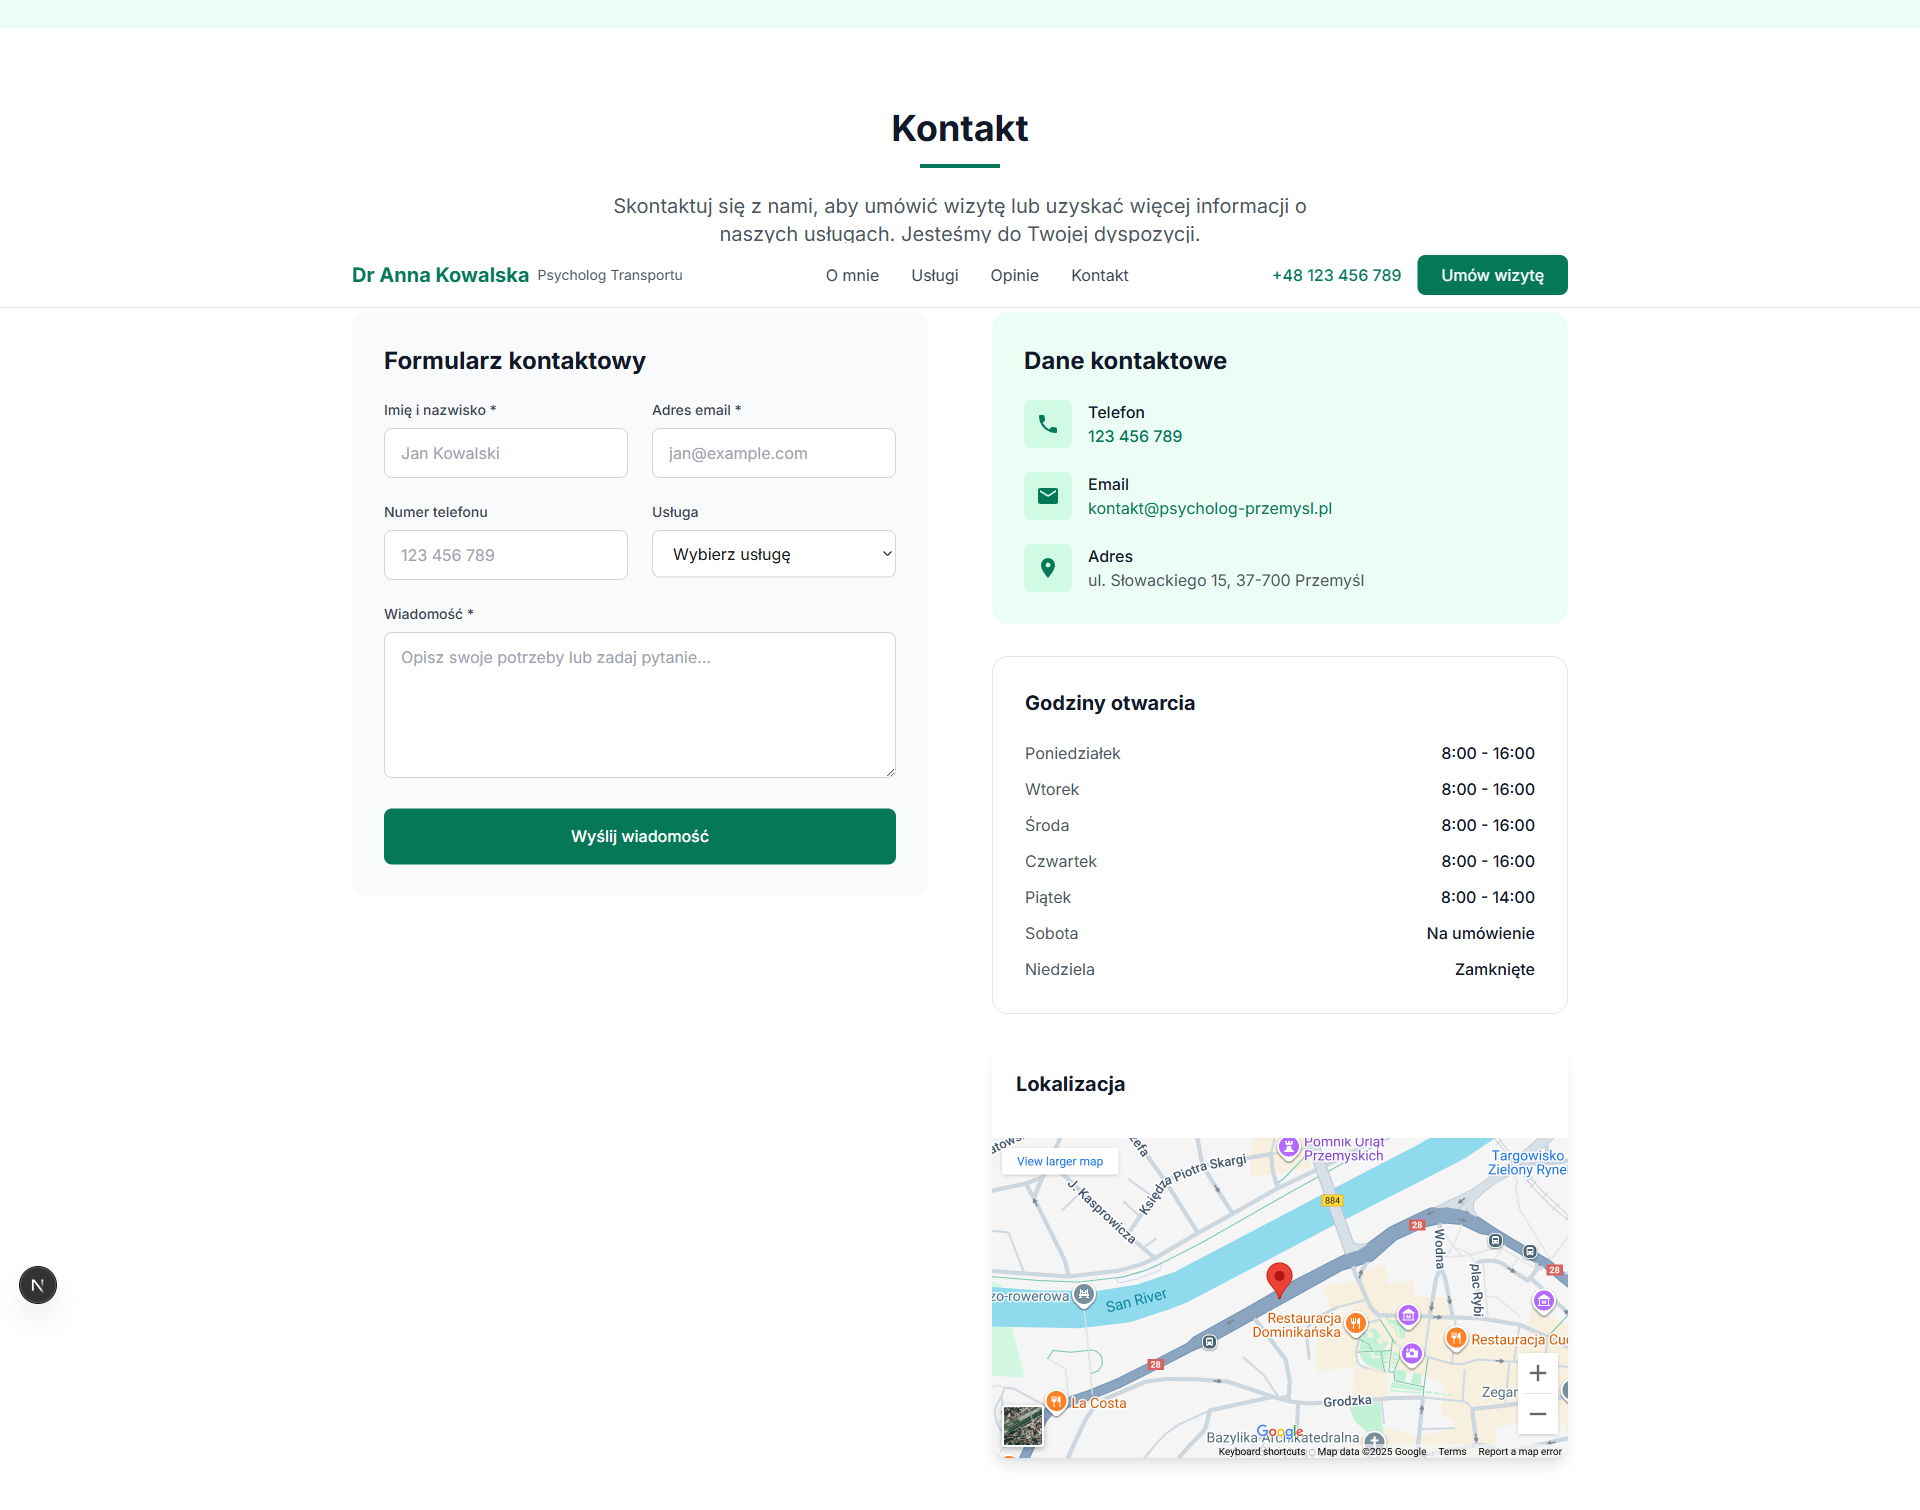 Kontakt
Skontaktuj się z nami, aby umówić wizytę lub uzyskać więcej informacji o
naszych usługach. Jesteśmy do Twojej dyspozycji.
Dr Anna Kowalska Psycholog Transportu O mnie Usługi Opinie Kontakt +48 123 456 789 Umów wizytę
Formularz kontaktowy
Imię i nazwisko * Adres email *
Jan Kowalski jan@example.com
Numer telefonu Usługa
123 456 789 Wybierz usługę
Wiadomość *
Opisz swoje potrzeby lub zadaj pytanie...
Wyślij wiadomość
Dane kontaktowe
Telefon
123 456 789
Email
kontakt@psycholog-przemysl.pl
Adres
ul. Słowackiego 15, 37-700 Przemyśl
Godziny otwarcia
Poniedziałek 8:00 - 16:00
Wtorek 8:00 - 16:00
Środa 8:00 - 16:00
Czwartek 8:00 - 16:00
Piątek 8:00 - 14:00
Sobota Na umówienie
Niedziela Zamknięte
Lokalizacja
View larger map
Pomnik Orląt
Przemyskich
Targowisko
Zielony Ryne
Księdza Piotra Skargi
J. Kasprowicza
884
28
Wodna
plac Rybi
28
zo-rowerowa
San River
Restauracja
Dominikańska
Restauracja Cu
28
La Costa
Grodzka
Zegar
Google
Bazylika Archikatedralna
Keyboard shortcuts Map data ©2025 Google Terms Report a map error
N